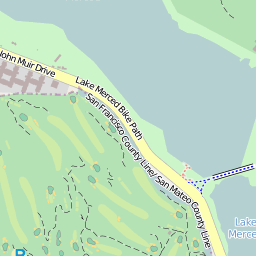 John Muir Drive
Lake Merced Bike Path
San Francisco County Line/ San Mateo County Line
Lake
Merce
P